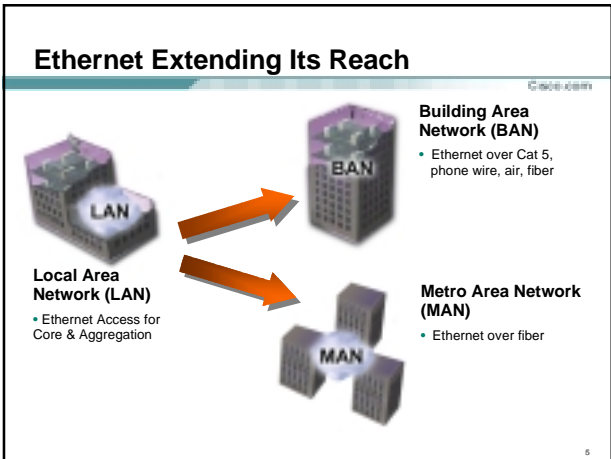 Ethernet Extending Its Reach
Cisco.com
LAN
Local Area
Network (LAN)
• Ethernet Access for
Core & Aggregation
BAN
Building Area
Network (BAN)
• Ethernet over Cat 5,
phone wire, air, fiber
MAN
Metro Area Network
(MAN)
• Ethernet over fiber
5